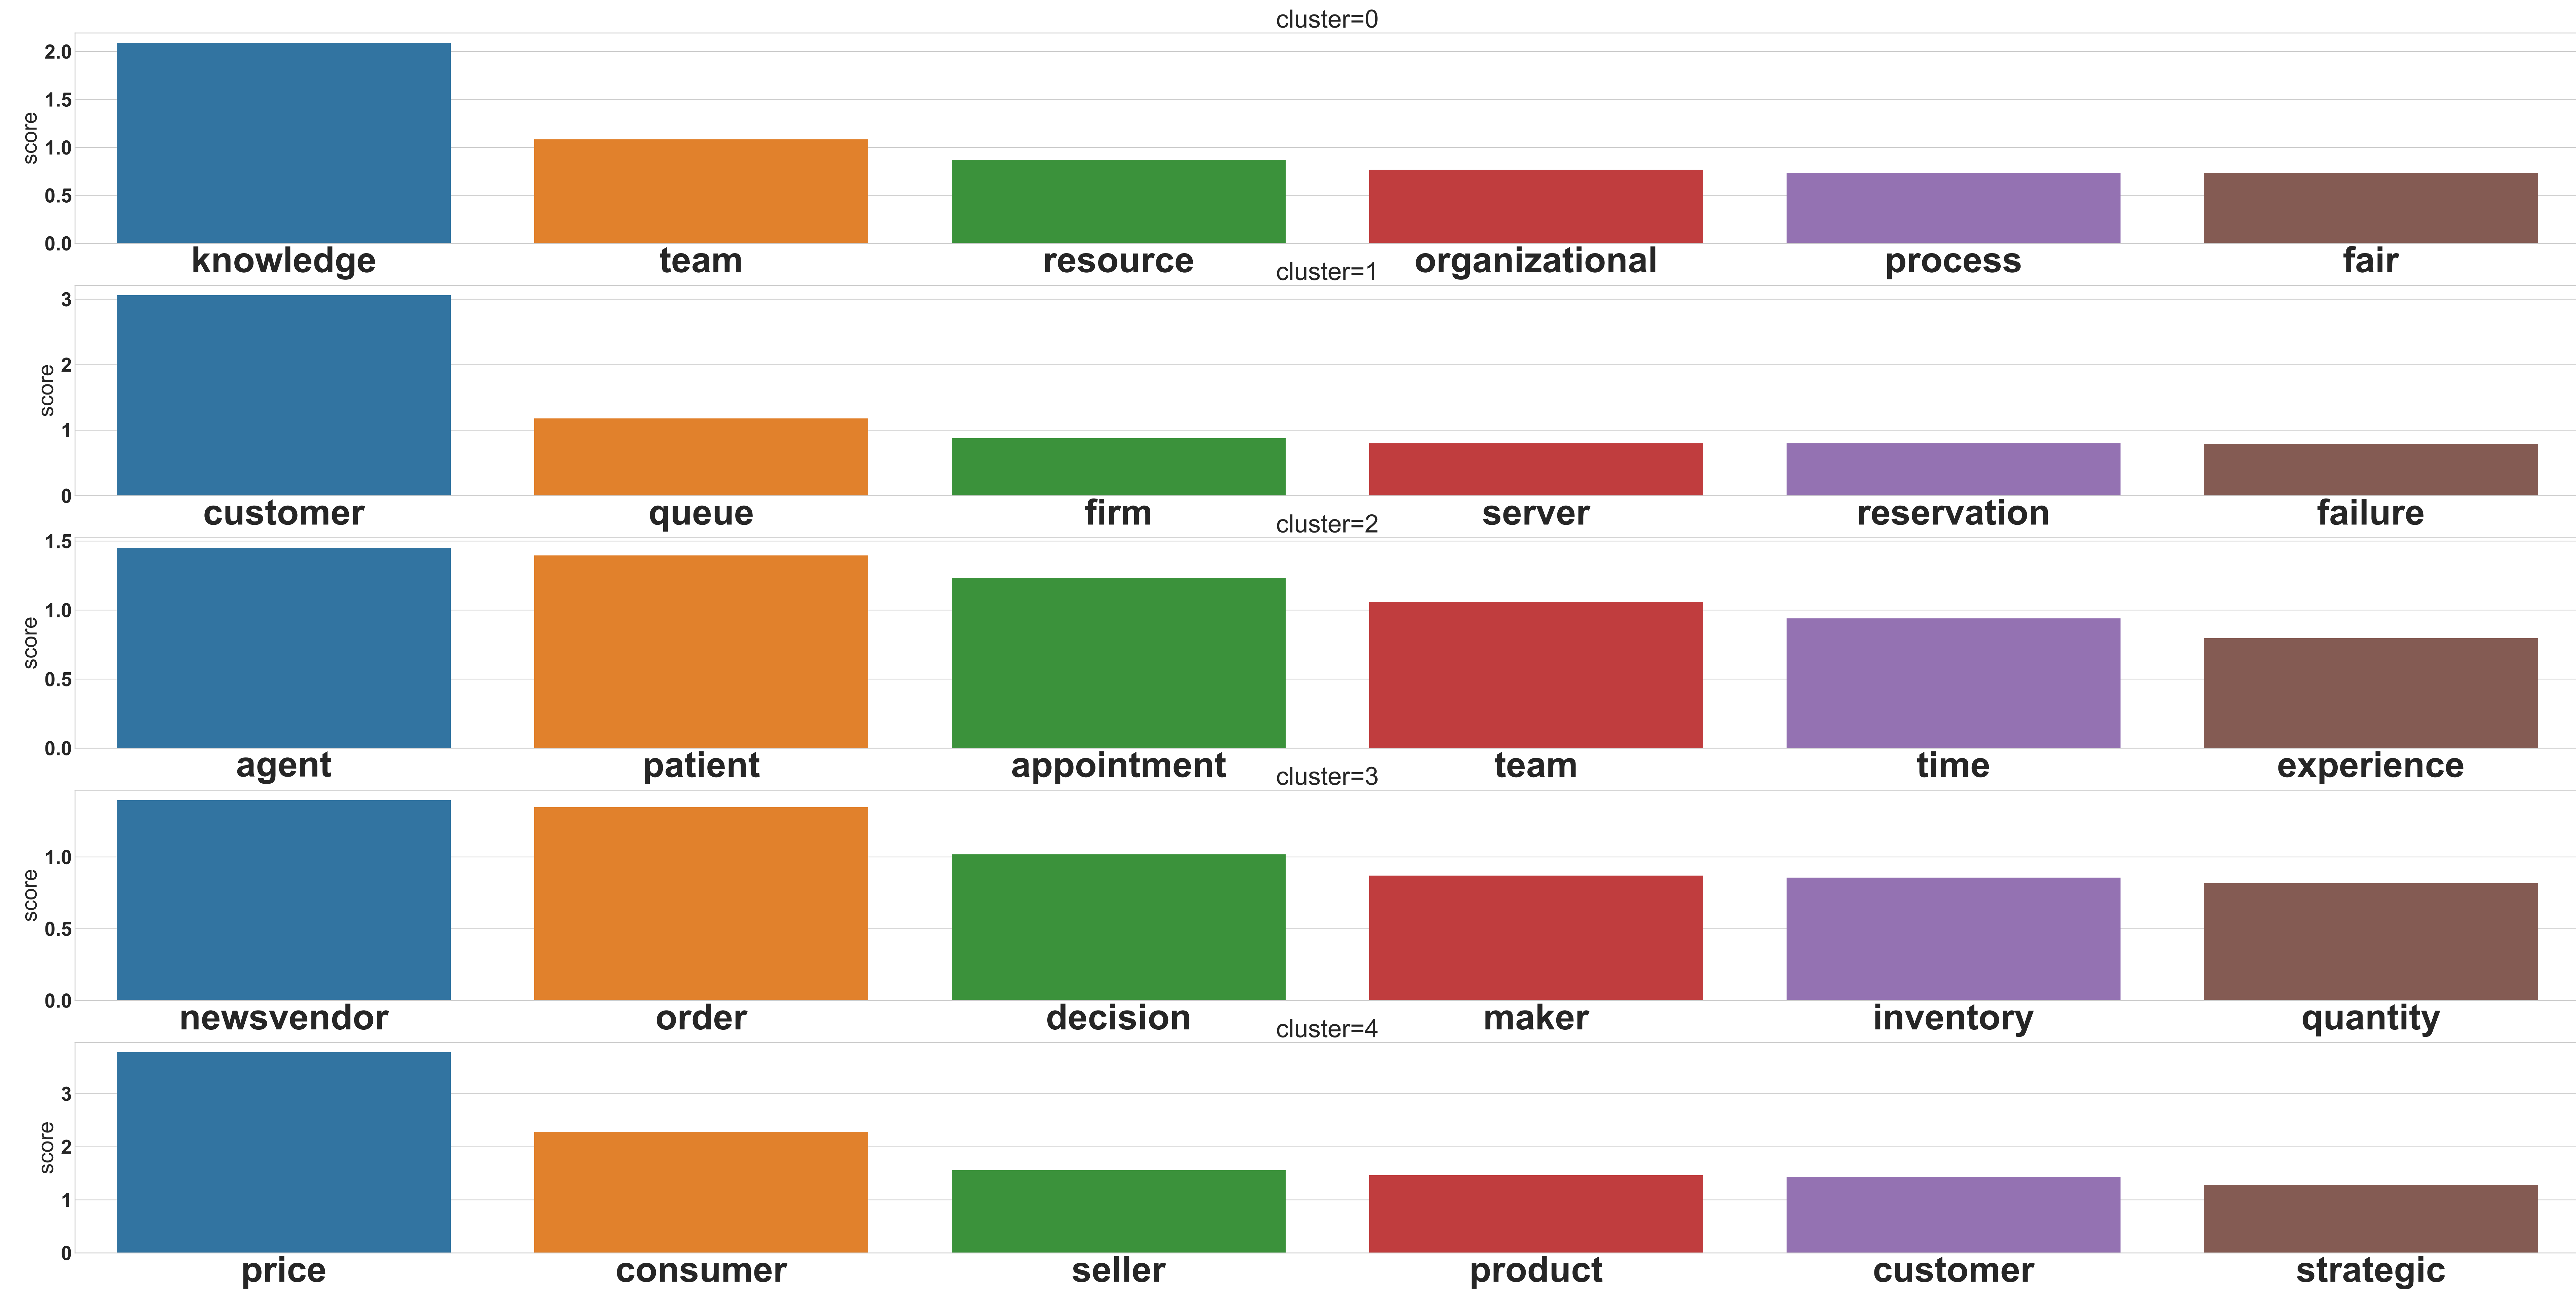 cluster=0
score
2.0
1.5
1.0
0.5
0.0
knowledge team resource organizational process fair
cluster=1
score
3
2
1
0
customer queue firm server reservation failure
cluster=2
score
1.5
1.0
0.5
0.0
agent patient appointment team time experience
cluster=3
score
1.0
0.5
0.0
newsvendor order decision maker inventory quantity
cluster=4
score
3
2
1
0
price consumer seller product customer strategic